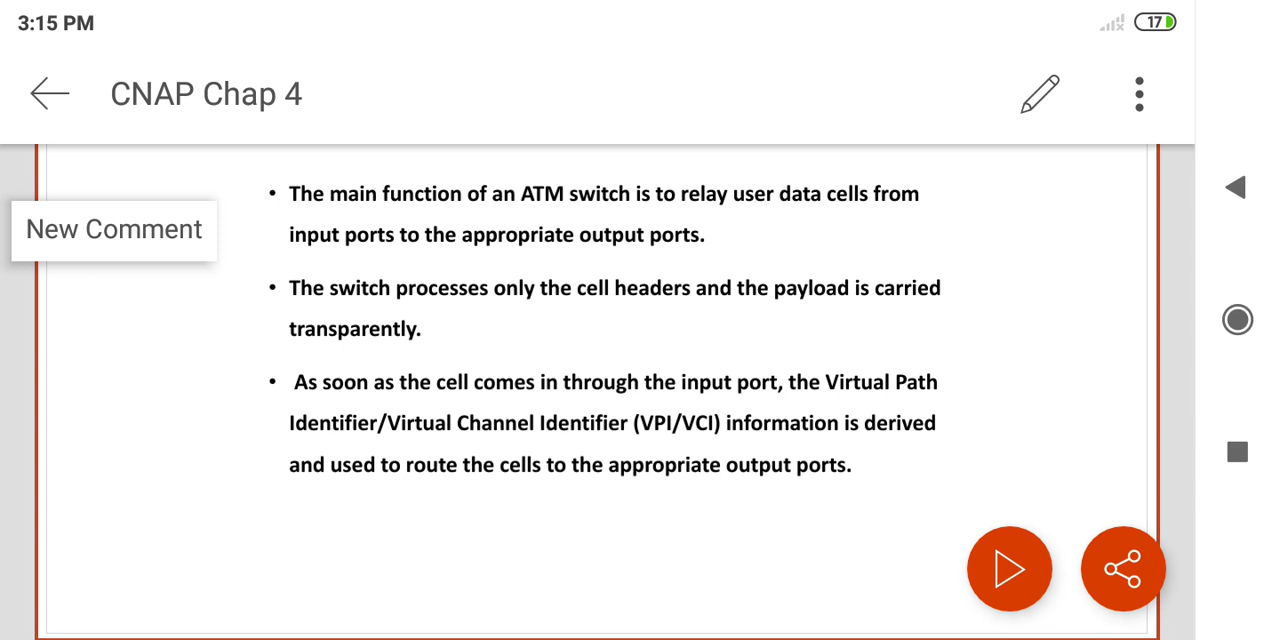 3:15 PM
17
CNAP Chap 4
• The main function of an ATM switch is to relay user data cells from
input ports to the appropriate output ports.
New Comment
• The switch processes only the cell headers and the payload is carried
transparently.
• As soon as the cell comes in through the input port, the Virtual Path
Identifier/Virtual Channel Identifier (VPI/VCI) information is derived
and used to route the cells to the appropriate output ports.